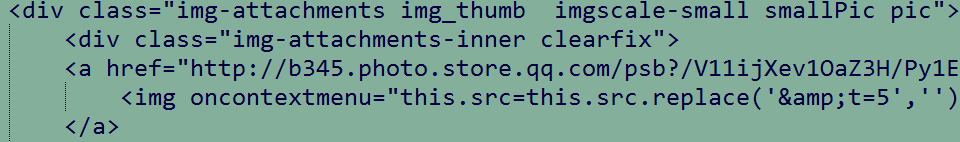 <div class="img-attachments img_thumb  imgscale-small smallPic pic">
<div class="img-attachments-inner clearfix">
<a href="http://b345.photo.store.qq.com/psb?/V11ijXev1OaZ3H/Py1E
<img oncontextmenu="this.src=this.src.replace('&amp;t=5','')
</a>